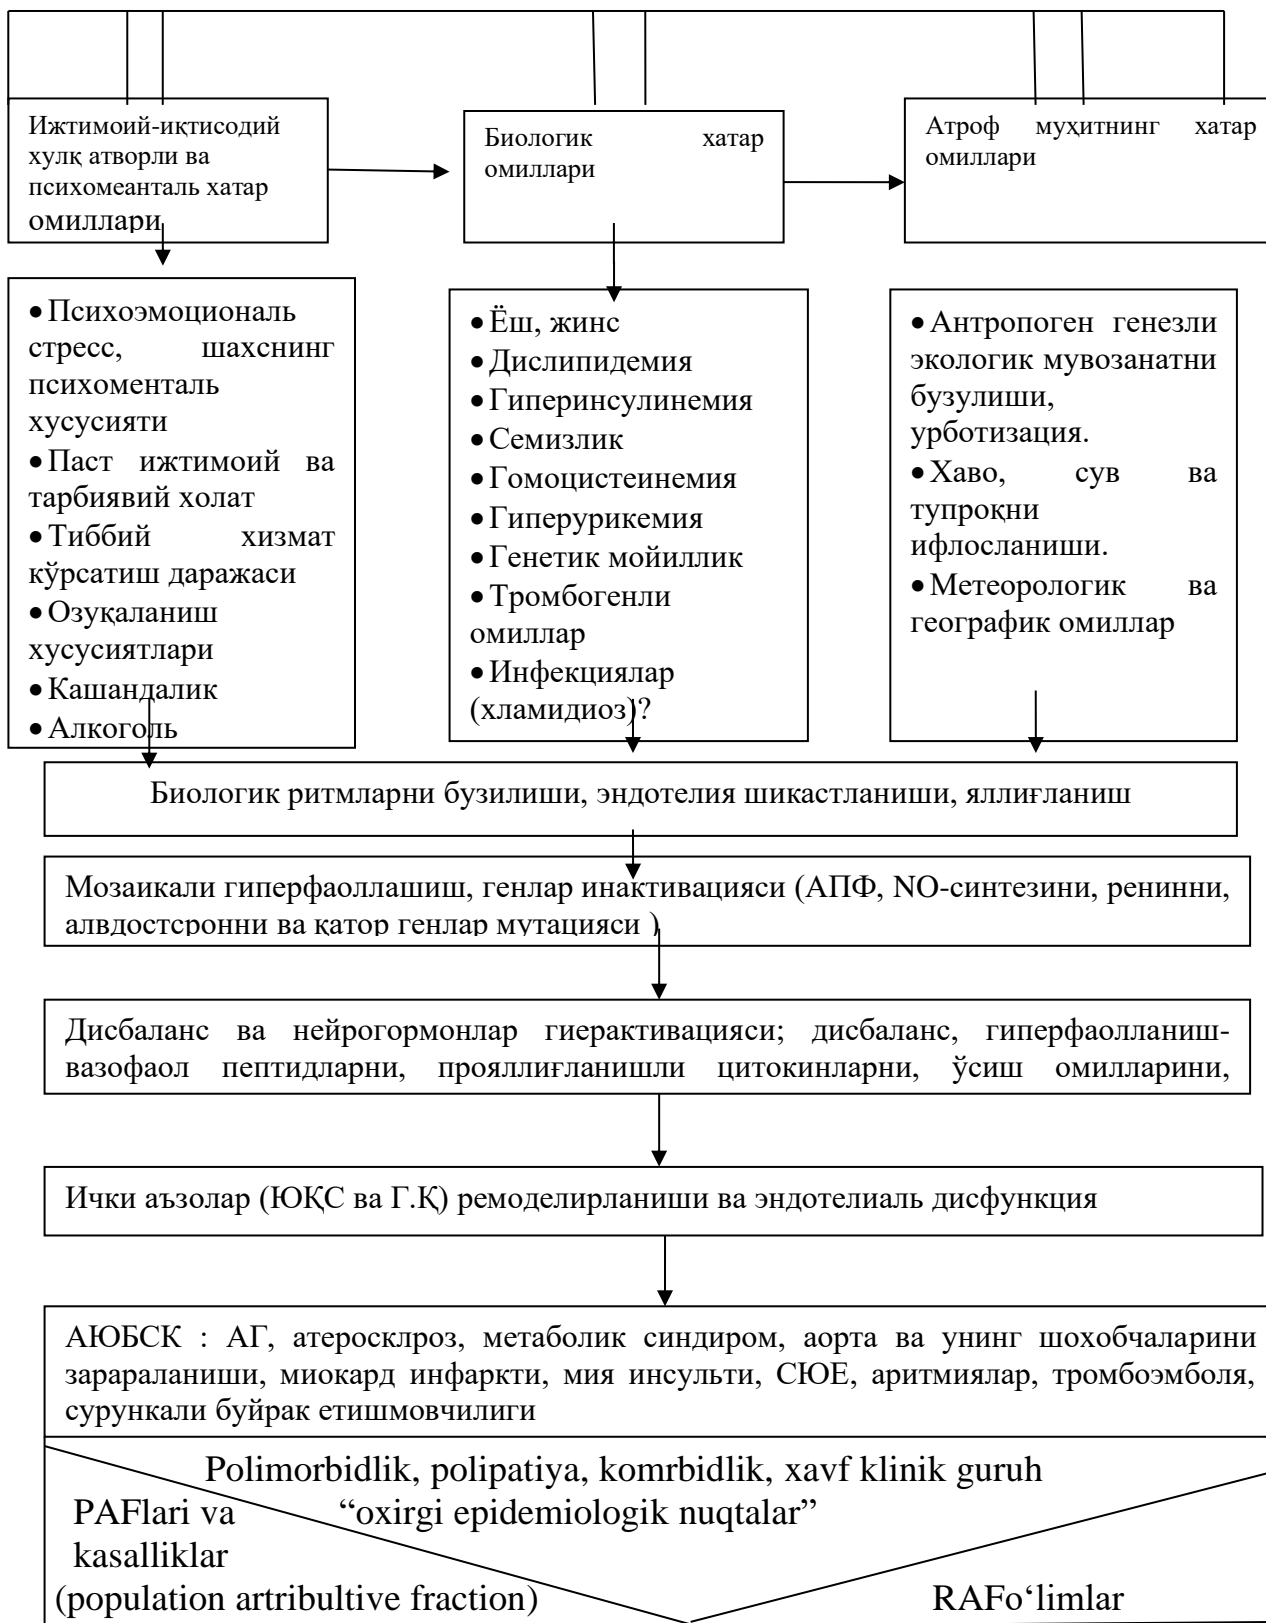 Ижтимоий-иқтисодий
хулқ атворли ва
психомеанталь хатар
омиллари
Биологик хатар
омиллари
Атроф муҳитнинг хатар
омиллари
•Психоэмоциональ
стресс, шахснинг
психоменталь
хусусияти
•Паст ижтимоий ва
тарбиявий холат
•Тиббий хизмат
кўрсатиш даражаси
•Озуқаланиш
хусусиятлари
•Кашандалик
•Алкоголь
•Ёш, жинс
•Дислипидемия
•Гиперинсулинемия
•Семизлик
•Гомоцистеинемия
•Гиперурикемия
•Генетик мойиллик
•Тромбогенли
омиллар
•Инфекциялар
(хламидиоз)?
•Антропоген генезли
экологик мувозанатни
бузулиши,
урботизация.
•Хаво, сув ва
тупроқни
ифлосланиши.
•Метеорологик ва
географик омиллар
Биологик ритмларни бузилиши, эндотелия шикастланиши, яллиғланиш
Мозаикали гиперфаоллашиш, генлар инактивацияси (АПФ, NO-синтезини, ренинни,
алвдостсронни ва қатор генлар мутацияси )
Дисбаланс ва нейрогормонлар гиерактивацияси; дисбаланс, гиперфаолланиш-
вазофаол пептидларни, прояллиғланишли цитокинларни, ўсиш омилларини,
Ички аъзолар (ЮҚС ва Г.Қ) ремоделирланиши ва эндотелиаль дисфункция
АЮБСК : АГ, атеросклроз, метаболик синдиром, аорта ва унинг шохобчаларини
зарараланиши, миокард инфаркти, мия инсульти, СЮЕ, аритмиялар, тромбоэмболя,
сурункали буйрак етишмовчилиги
Polimorbidlik, polipatiya, komrbidlik, xavf klinik guruh
“oxirgi epidemiologik nuqtalar”
PAFlari va
kasalliklar
(population artribultive fraction)
RAFo‘limlar